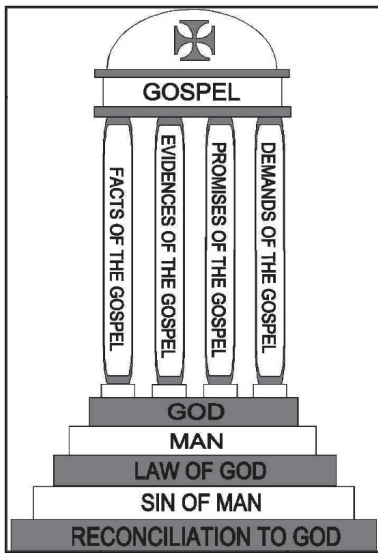 GOSPEL
FACTS OF THE GOSPEL
EVIDENCES OF THE GOSPEL
PROMISES OF THE GOSPEL
DEMANDS OF THE GOSPEL
GOD
MAN
LAW OF GOD
SIN OF MAN
RECONCILIATION TO GOD